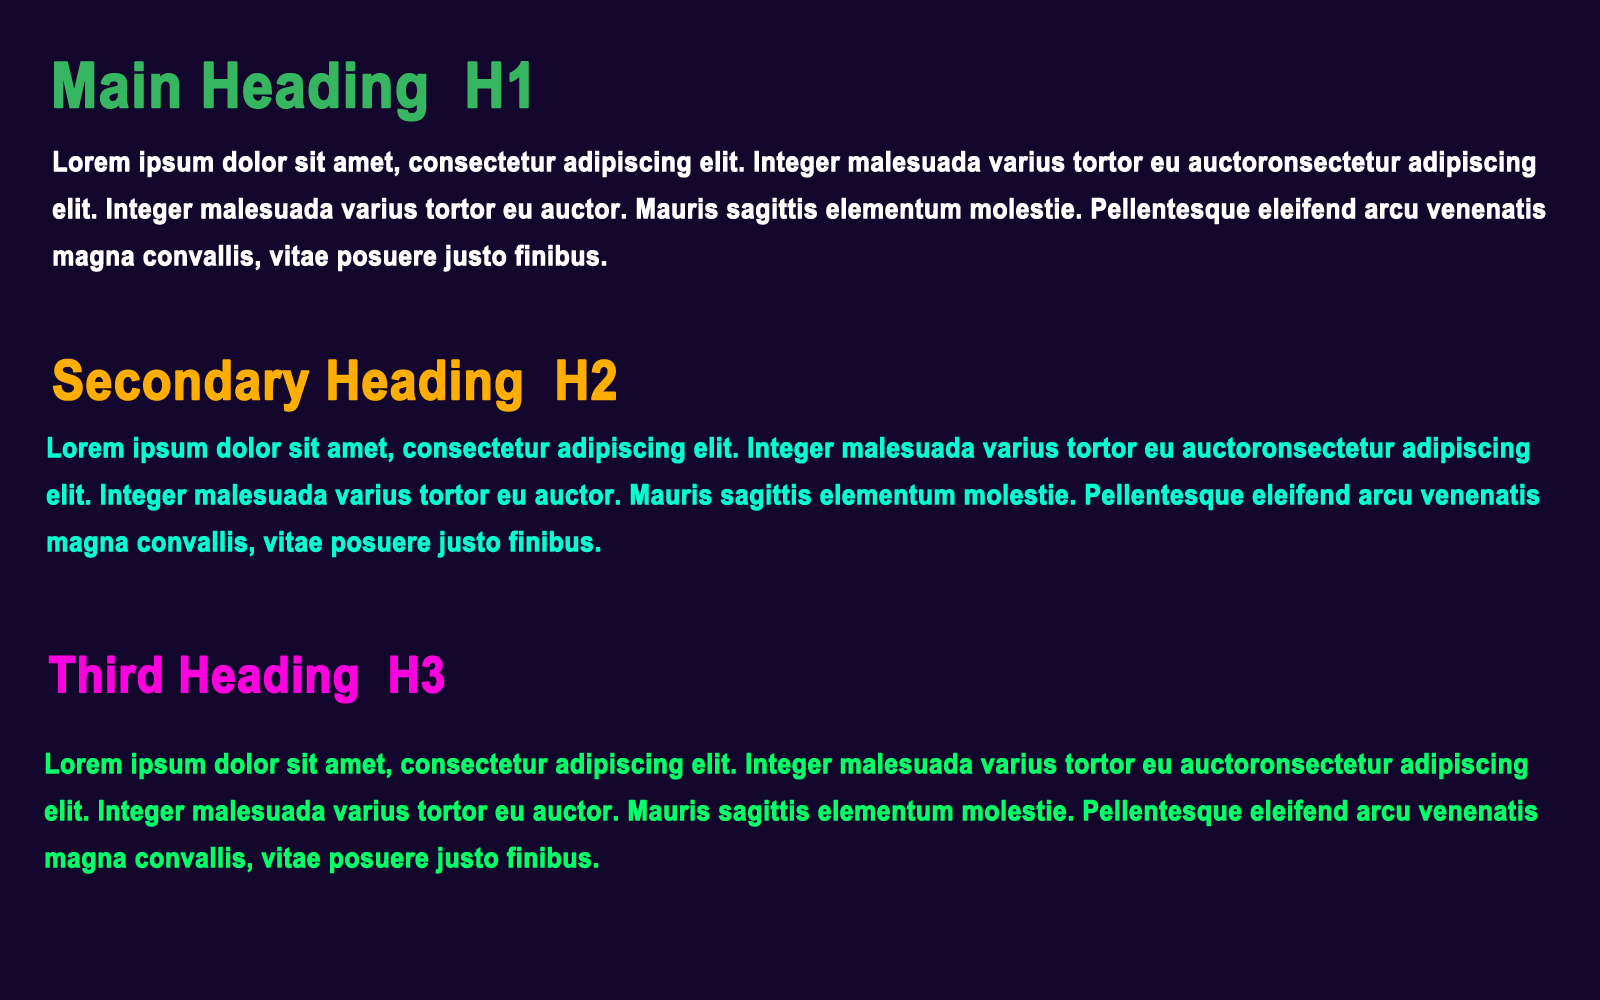 Main Heading  H1
Lorem ipsum dolor sit amet, consectetur adipiscing elit. Integer malesuada varius tortor eu auctoronsectetur adipiscing
elit. Integer malesuada varius tortor eu auctor. Mauris sagittis elementum molestie. Pellentesque eleifend arcu venenatis
magna convallis, vitae posuere justo finibus.
Secondary Heading  H2
Lorem ipsum dolor sit amet, consectetur adipiscing elit. Integer malesuada varius tortor eu auctoronsectetur adipiscing
elit. Integer malesuada varius tortor eu auctor. Mauris sagittis elementum molestie. Pellentesque eleifend arcu venenatis
magna convallis, vitae posuere justo finibus.
Third Heading  H3
Lorem ipsum dolor sit amet, consectetur adipiscing elit. Integer malesuada varius tortor eu auctoronsectetur adipiscing
elit. Integer malesuada varius tortor eu auctor. Mauris sagittis elementum molestie. Pellentesque eleifend arcu venenatis
magna convallis, vitae posuere justo finibus.